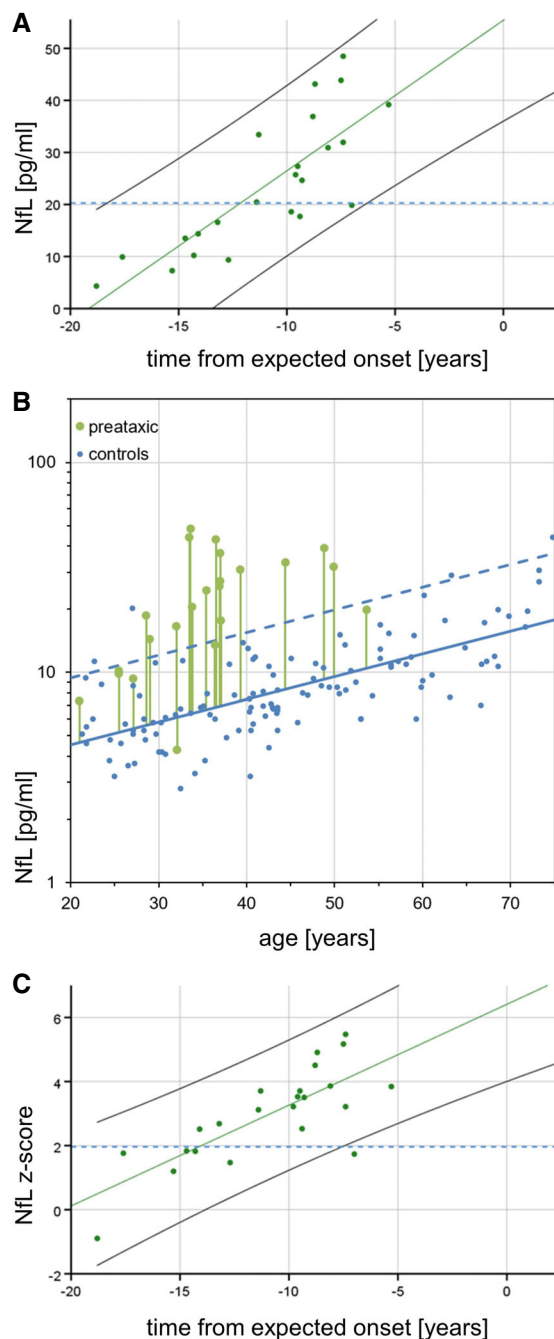 A
50
40
30
20
10
0
NfL [pg/ml]
-20 -15 -10 -5 0
time from expected onset [years]
B
preataxic
controls
100
10
1
NfL [pg/ml]
20 30 40 50 60 70
age [years]
C
6
4
2
0
-2
NfL z-score
-20 -15 -10 -5 0
time from expected onset [years]